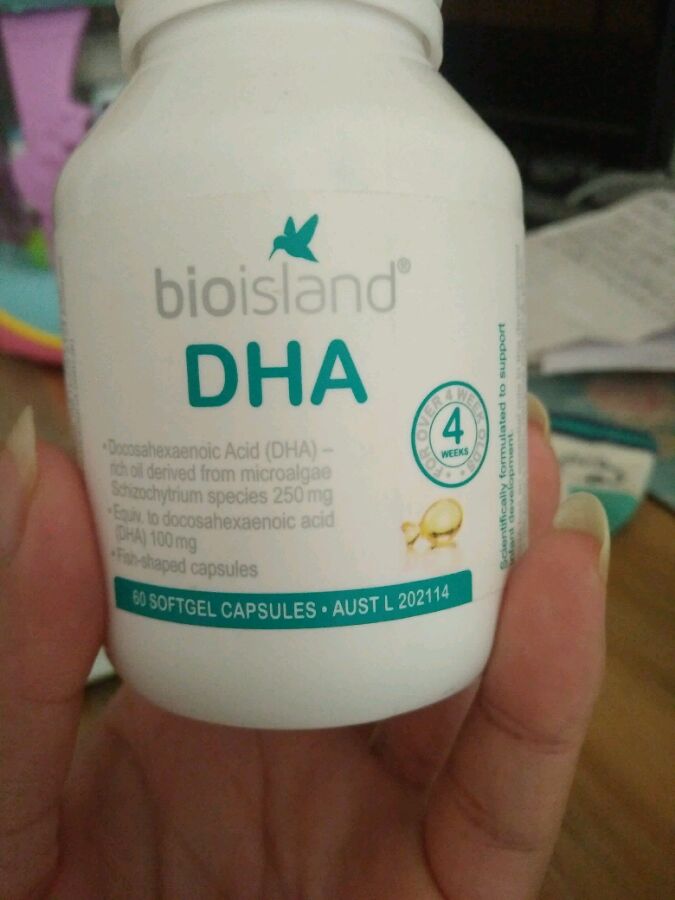 bioisland®
DHA
•Docosahexaenoic Acid (DHA) –
rich oil derived from microalgae
Schizochytrium species 250 mg
•Equiv. to docosahexaenoic acid
(DHA) 100 mg
•Fish-shaped capsules
FOR OVER 4 WEEK OLDS
4
WEEKS
60 SOFTGEL CAPSULES • AUST L 202114
Scientifically formulated to support
infant development